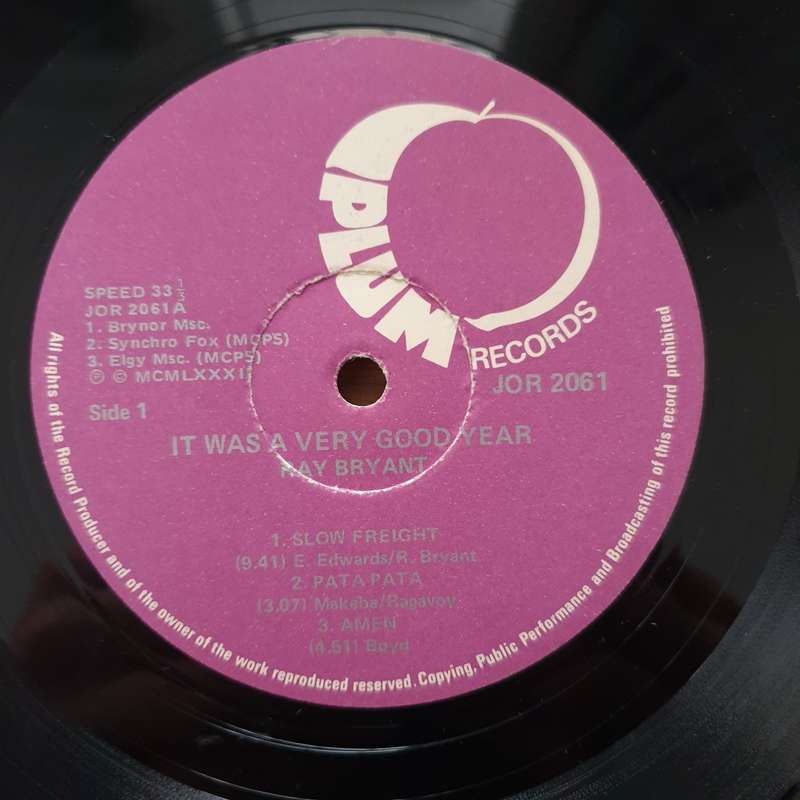 PLUM
RECORDS
JOR 2061
SPEED 33 1/3
JOR 2061A
1. Brynor Msc.
2. Synchro Fox (MCPS)
3. Elgy Msc. (MCPS)
Ⓟ © MCMLXXXII
Side 1
IT WAS A VERY GOOD YEAR
RAY BRYANT
1. SLOW FREIGHT
(9.41) E. Edwards/R. Bryant
2. PATA PATA
(3.07) Makeba/Ragavoy
3. AMEN
(4.51) Boyd
All rights of the Record Producer and of the owner of the work reproduced reserved. Copying, Public Performance and Broadcasting of this record prohibited